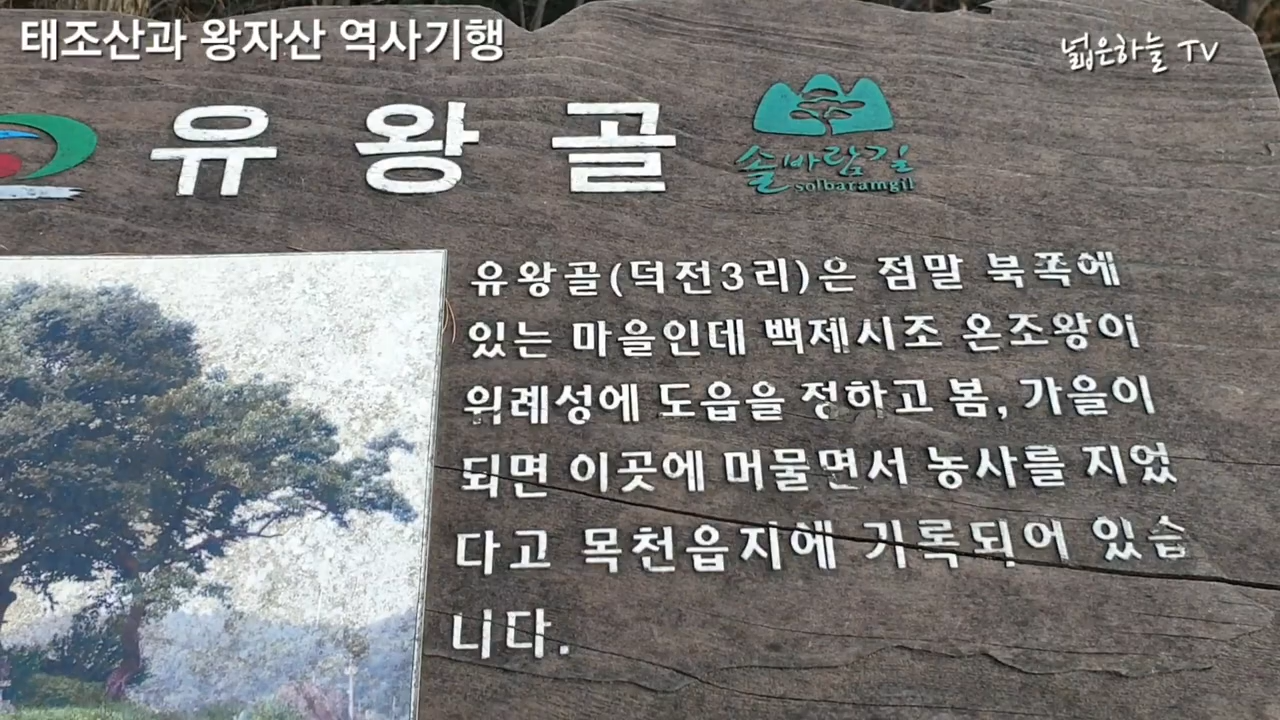 태조산과 왕자산 역사기행
넓은하늘 TV
유왕골
솔바람길
solbaramgil
유왕골(덕전3리)은 점말 북쪽에
있는 마을인데 백제시조 온조왕이
위례성에 도읍을 정하고 봄, 가을이
되면 이곳에 머물면서 농사를 지었
다고 목천읍지에 기록되어 있습
니다.